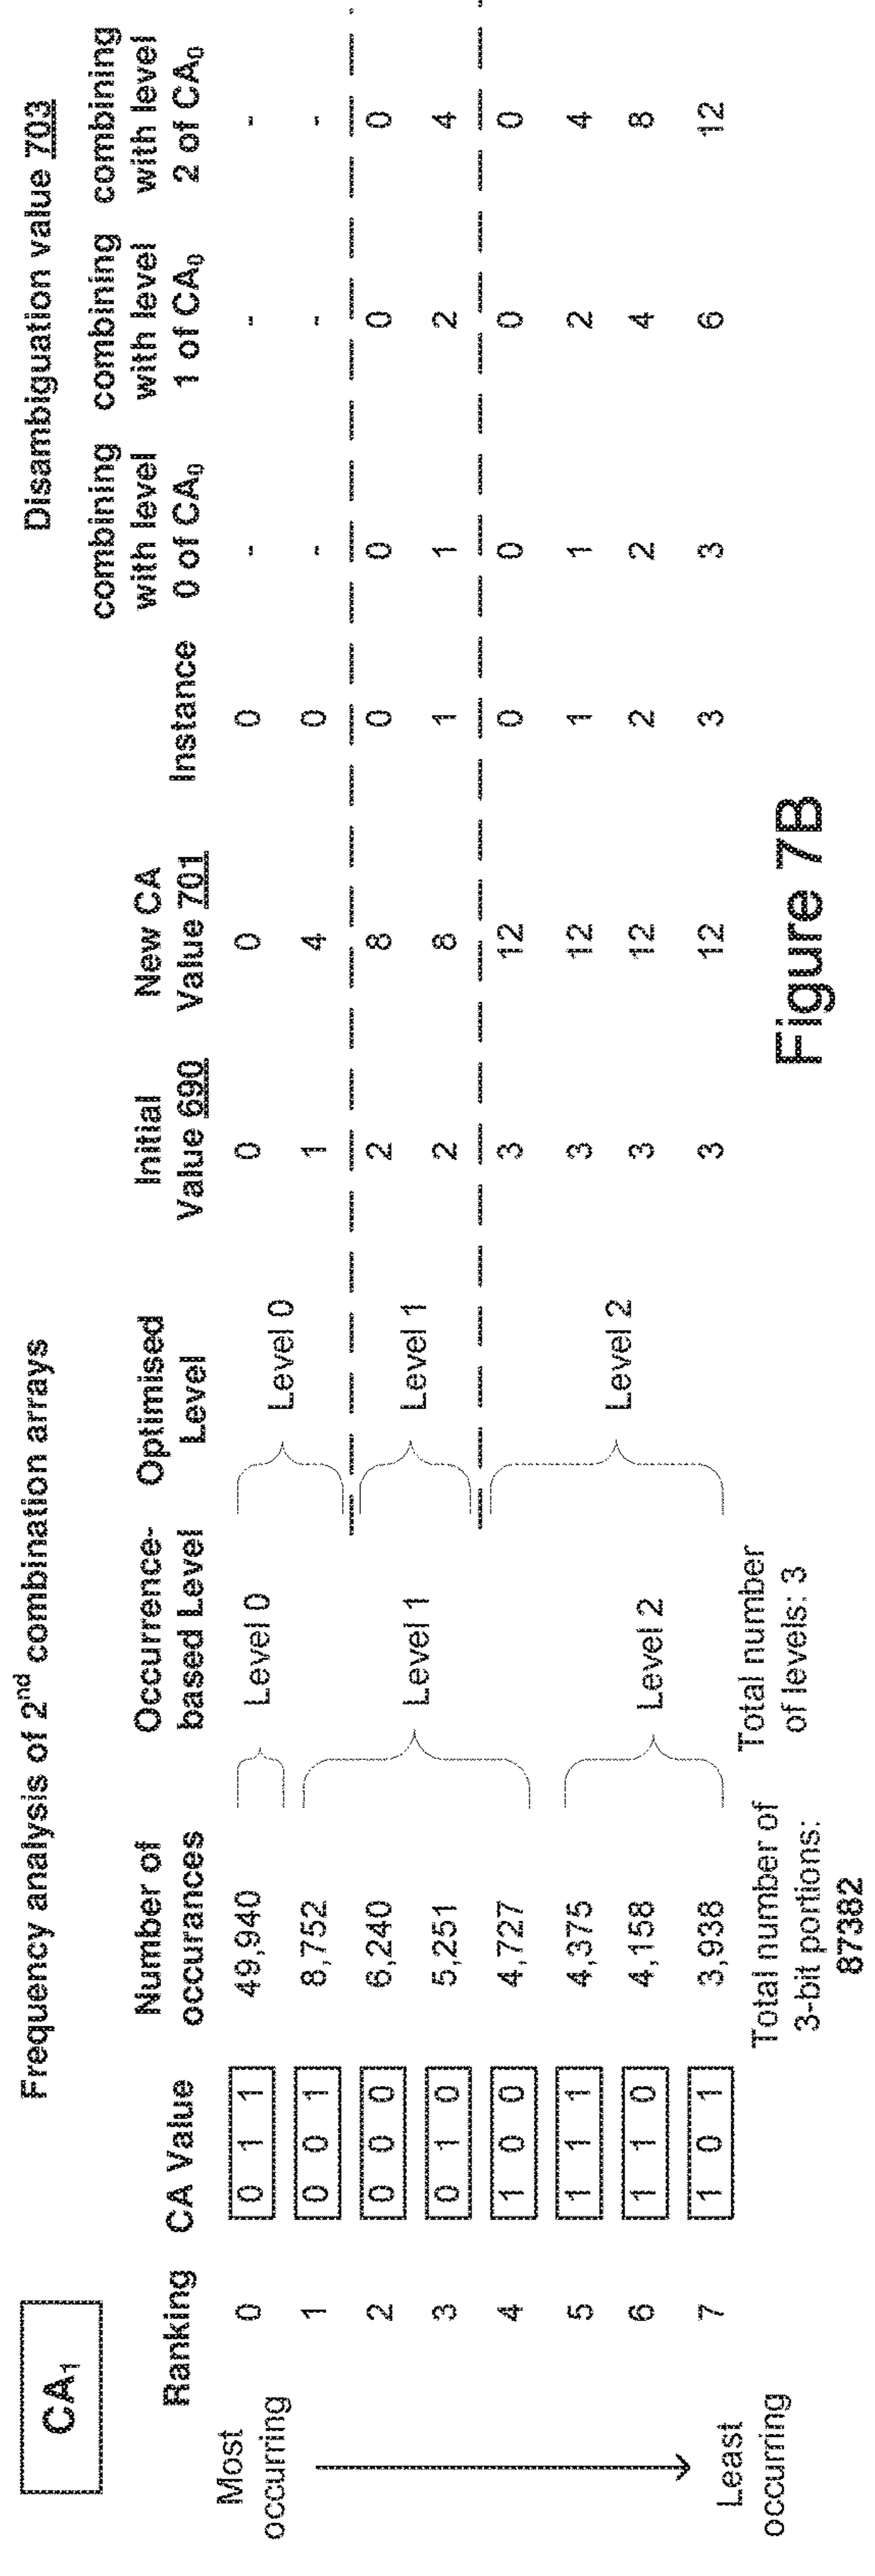 CA1
Frequency analysis of 2nd combination arrays
Disambiguation value 703
Ranking CA Value Number of occurances Occurrence-based Level Optimised Level Initial Value 690 New CA Value 701 Instance combining with level 0 of CA0 combining with level 1 of CA0 combining with level 2 of CA0
Most occurring
0 0 1 1 49,940 Level 0 Level 0 0 0 0 - - -
1 0 0 1 8,752 Level 1 1 4 0 - - -
2 0 0 0 6,240 Level 1 2 8 0 0 0 0
3 0 1 0 5,251 2 8 1 1 2 4
4 1 0 0 4,727 Level 2 3 12 0 0 0 0
5 1 1 1 4,375 Level 2 3 12 1 1 2 4
6 1 1 0 4,158 3 12 2 2 4 8
7 1 0 1 3,938 3 12 3 3 6 12
Least occurring
Total number of 3-bit portions: 87382
Total number of levels: 3
Figure 7B